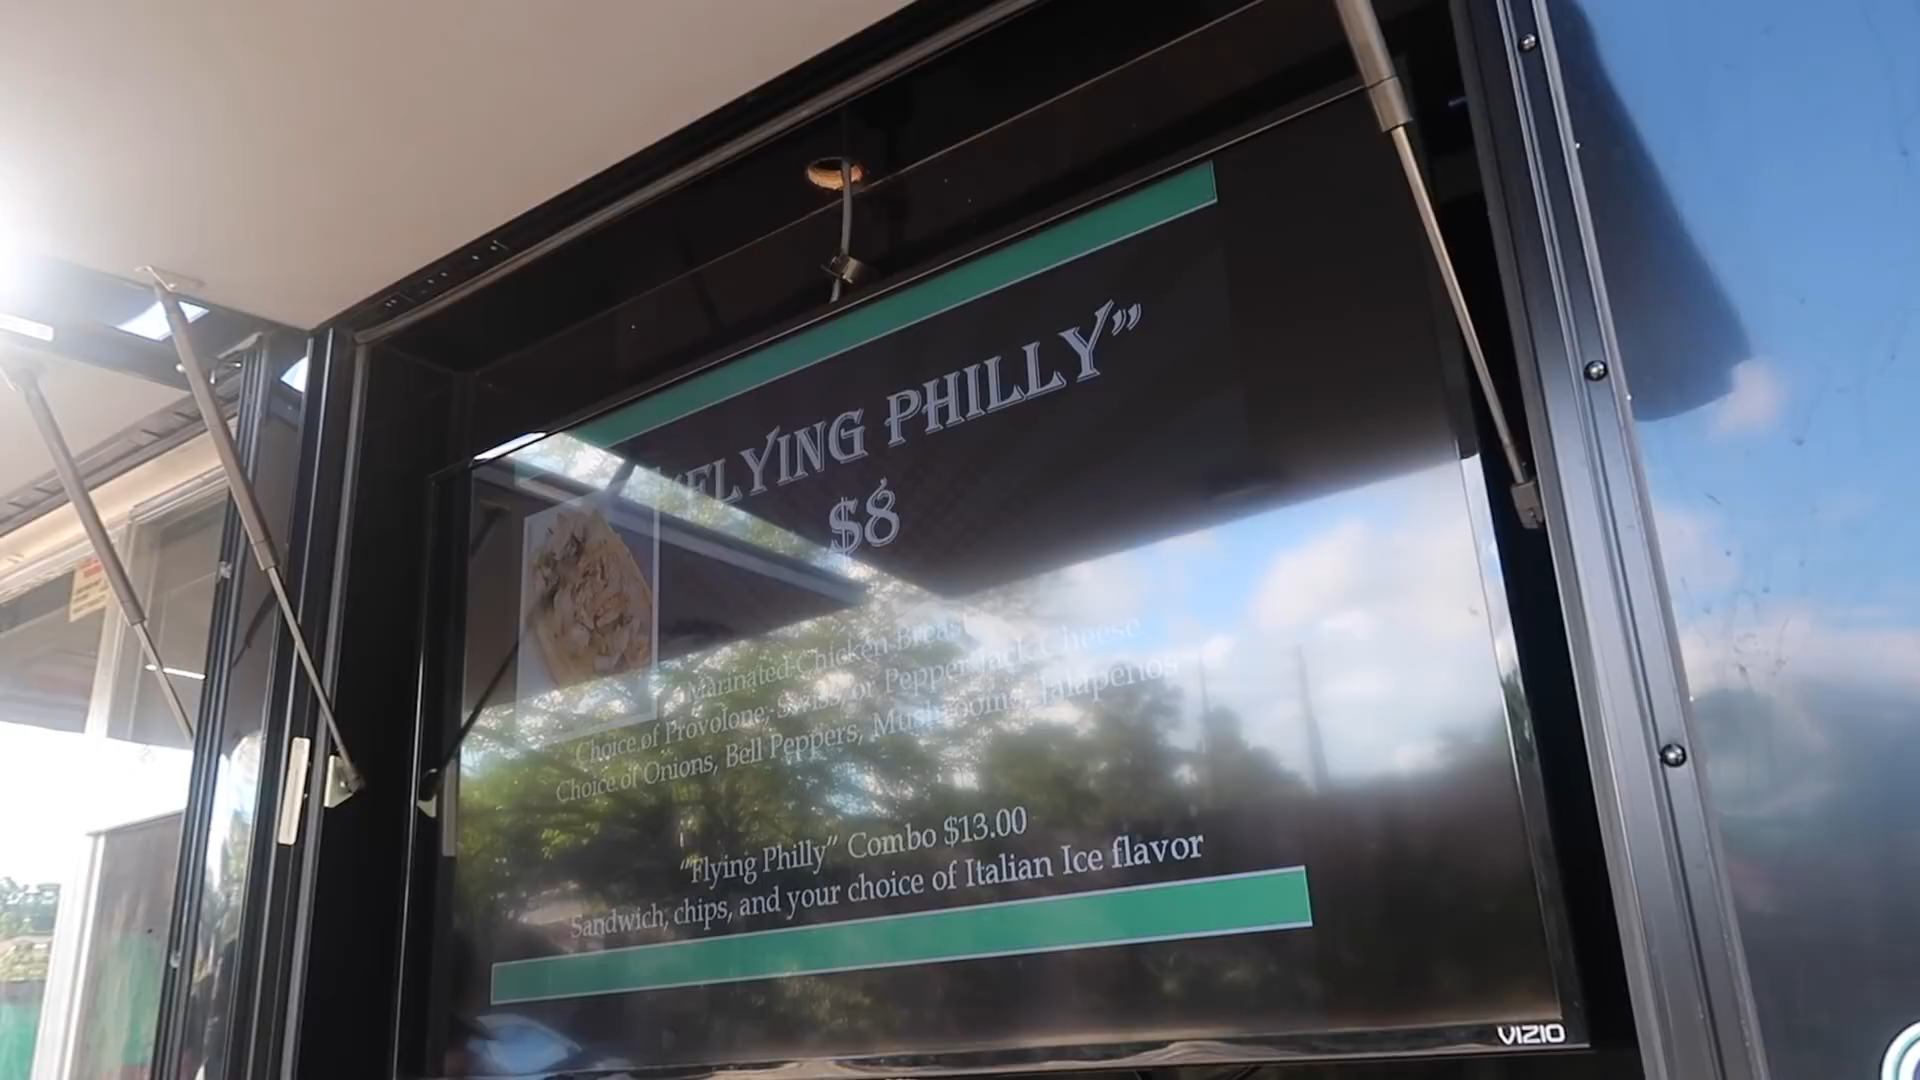 “FLYING PHILLY”
$8
Marinated Chicken Breast
Choice of Provolone, Swiss, or Pepper Jack Cheese
Choice of Onions, Bell Peppers, Mushrooms, Jalapenos
“Flying Philly” Combo $13.00
Sandwich, chips, and your choice of Italian Ice flavor
VIZIO